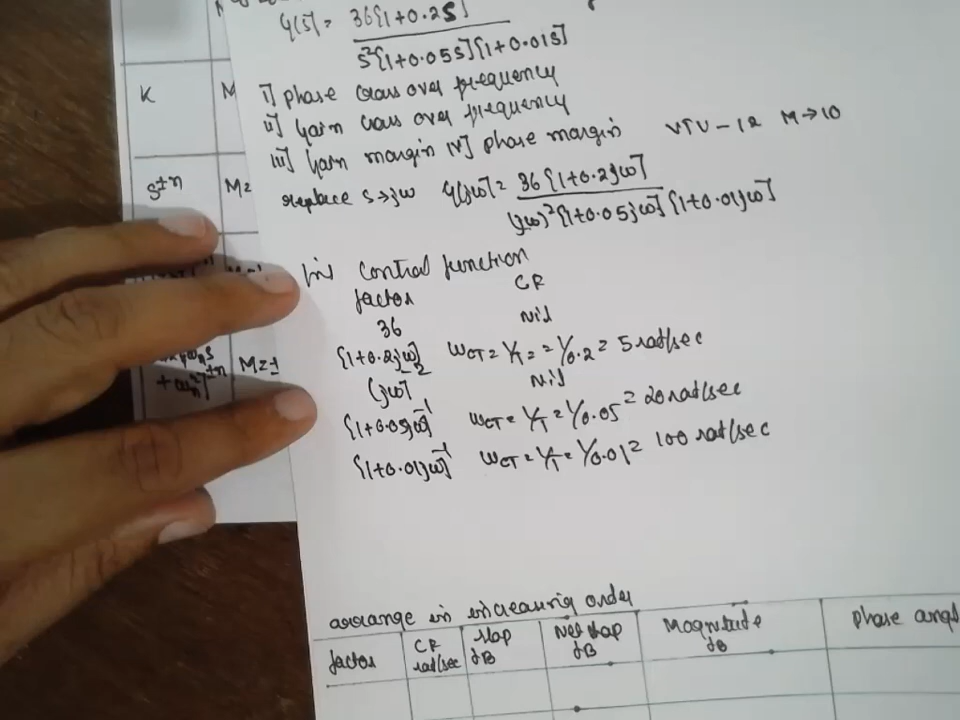 G(s) = 36{1+0.2s}
s²{1+0.05s}{1+0.01s}
i] phase cross over frequency
ii] Gain cross over frequency
iii] Gain margin iv] phase margin VTU-12 M→10
replace s→jω G(jω) = 36{1+0.2jω}
(jω)²{1+0.05jω}{1+0.01jω}
K M
S±n M=
control function
factor CR
36 Nil
{1+0.2jω} ωCT = 1/T = = 1/0.2 = 5 rad/sec
(jω)⁻² Nil
{1+0.05jω}⁻¹ ωCT = 1/T = 1/0.05 = 20 rad/sec
{1+0.01jω}⁻¹ ωCT = 1/T = 1/0.01 = 100 rad/sec
M=±
arrange in increasing order
factor CR rad/sec slop dB Net slop dB Magnitude dB phase angl